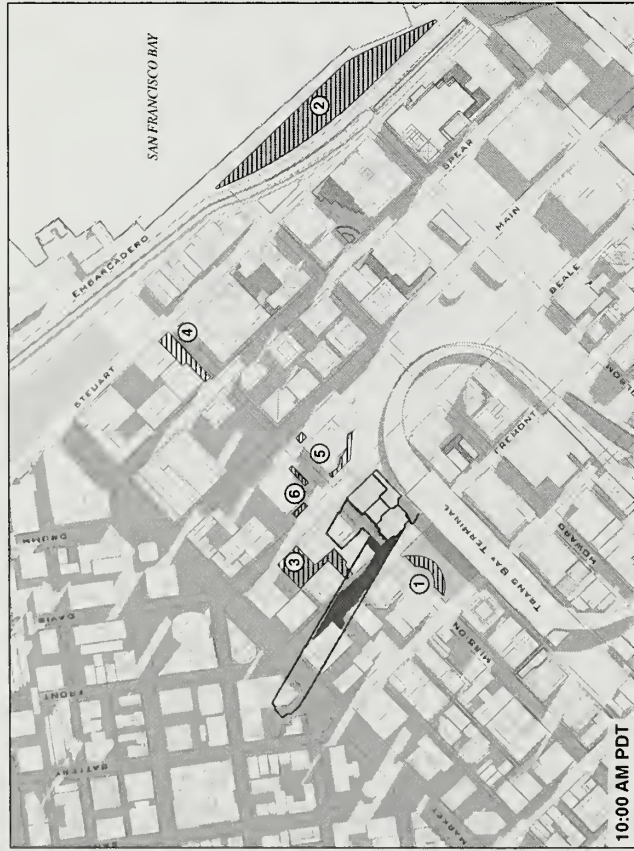 SAN FRANCISCO BAY
EMBARCADERO
STEUART
SPEAR
MAIN
BEALE
DRUMM
DAVIS
FRONT
BATTERY
FREMONT
TRANS BAY TERMINAL
HOWARD
MISSION
MARKET
1
2
3
4
5
6
10:00 AM PDT